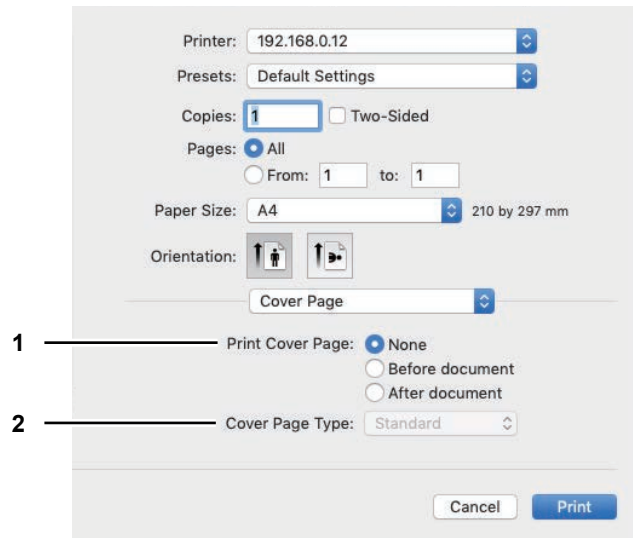 Printer: 192.168.0.12
Presets: Default Settings
Copies: 1 Two-Sided
Pages: All
From: 1 to: 1
Paper Size: A4 210 by 297 mm
Orientation:
Cover Page
1 Print Cover Page: None
Before document
After document
2 Cover Page Type: Standard
Cancel Print